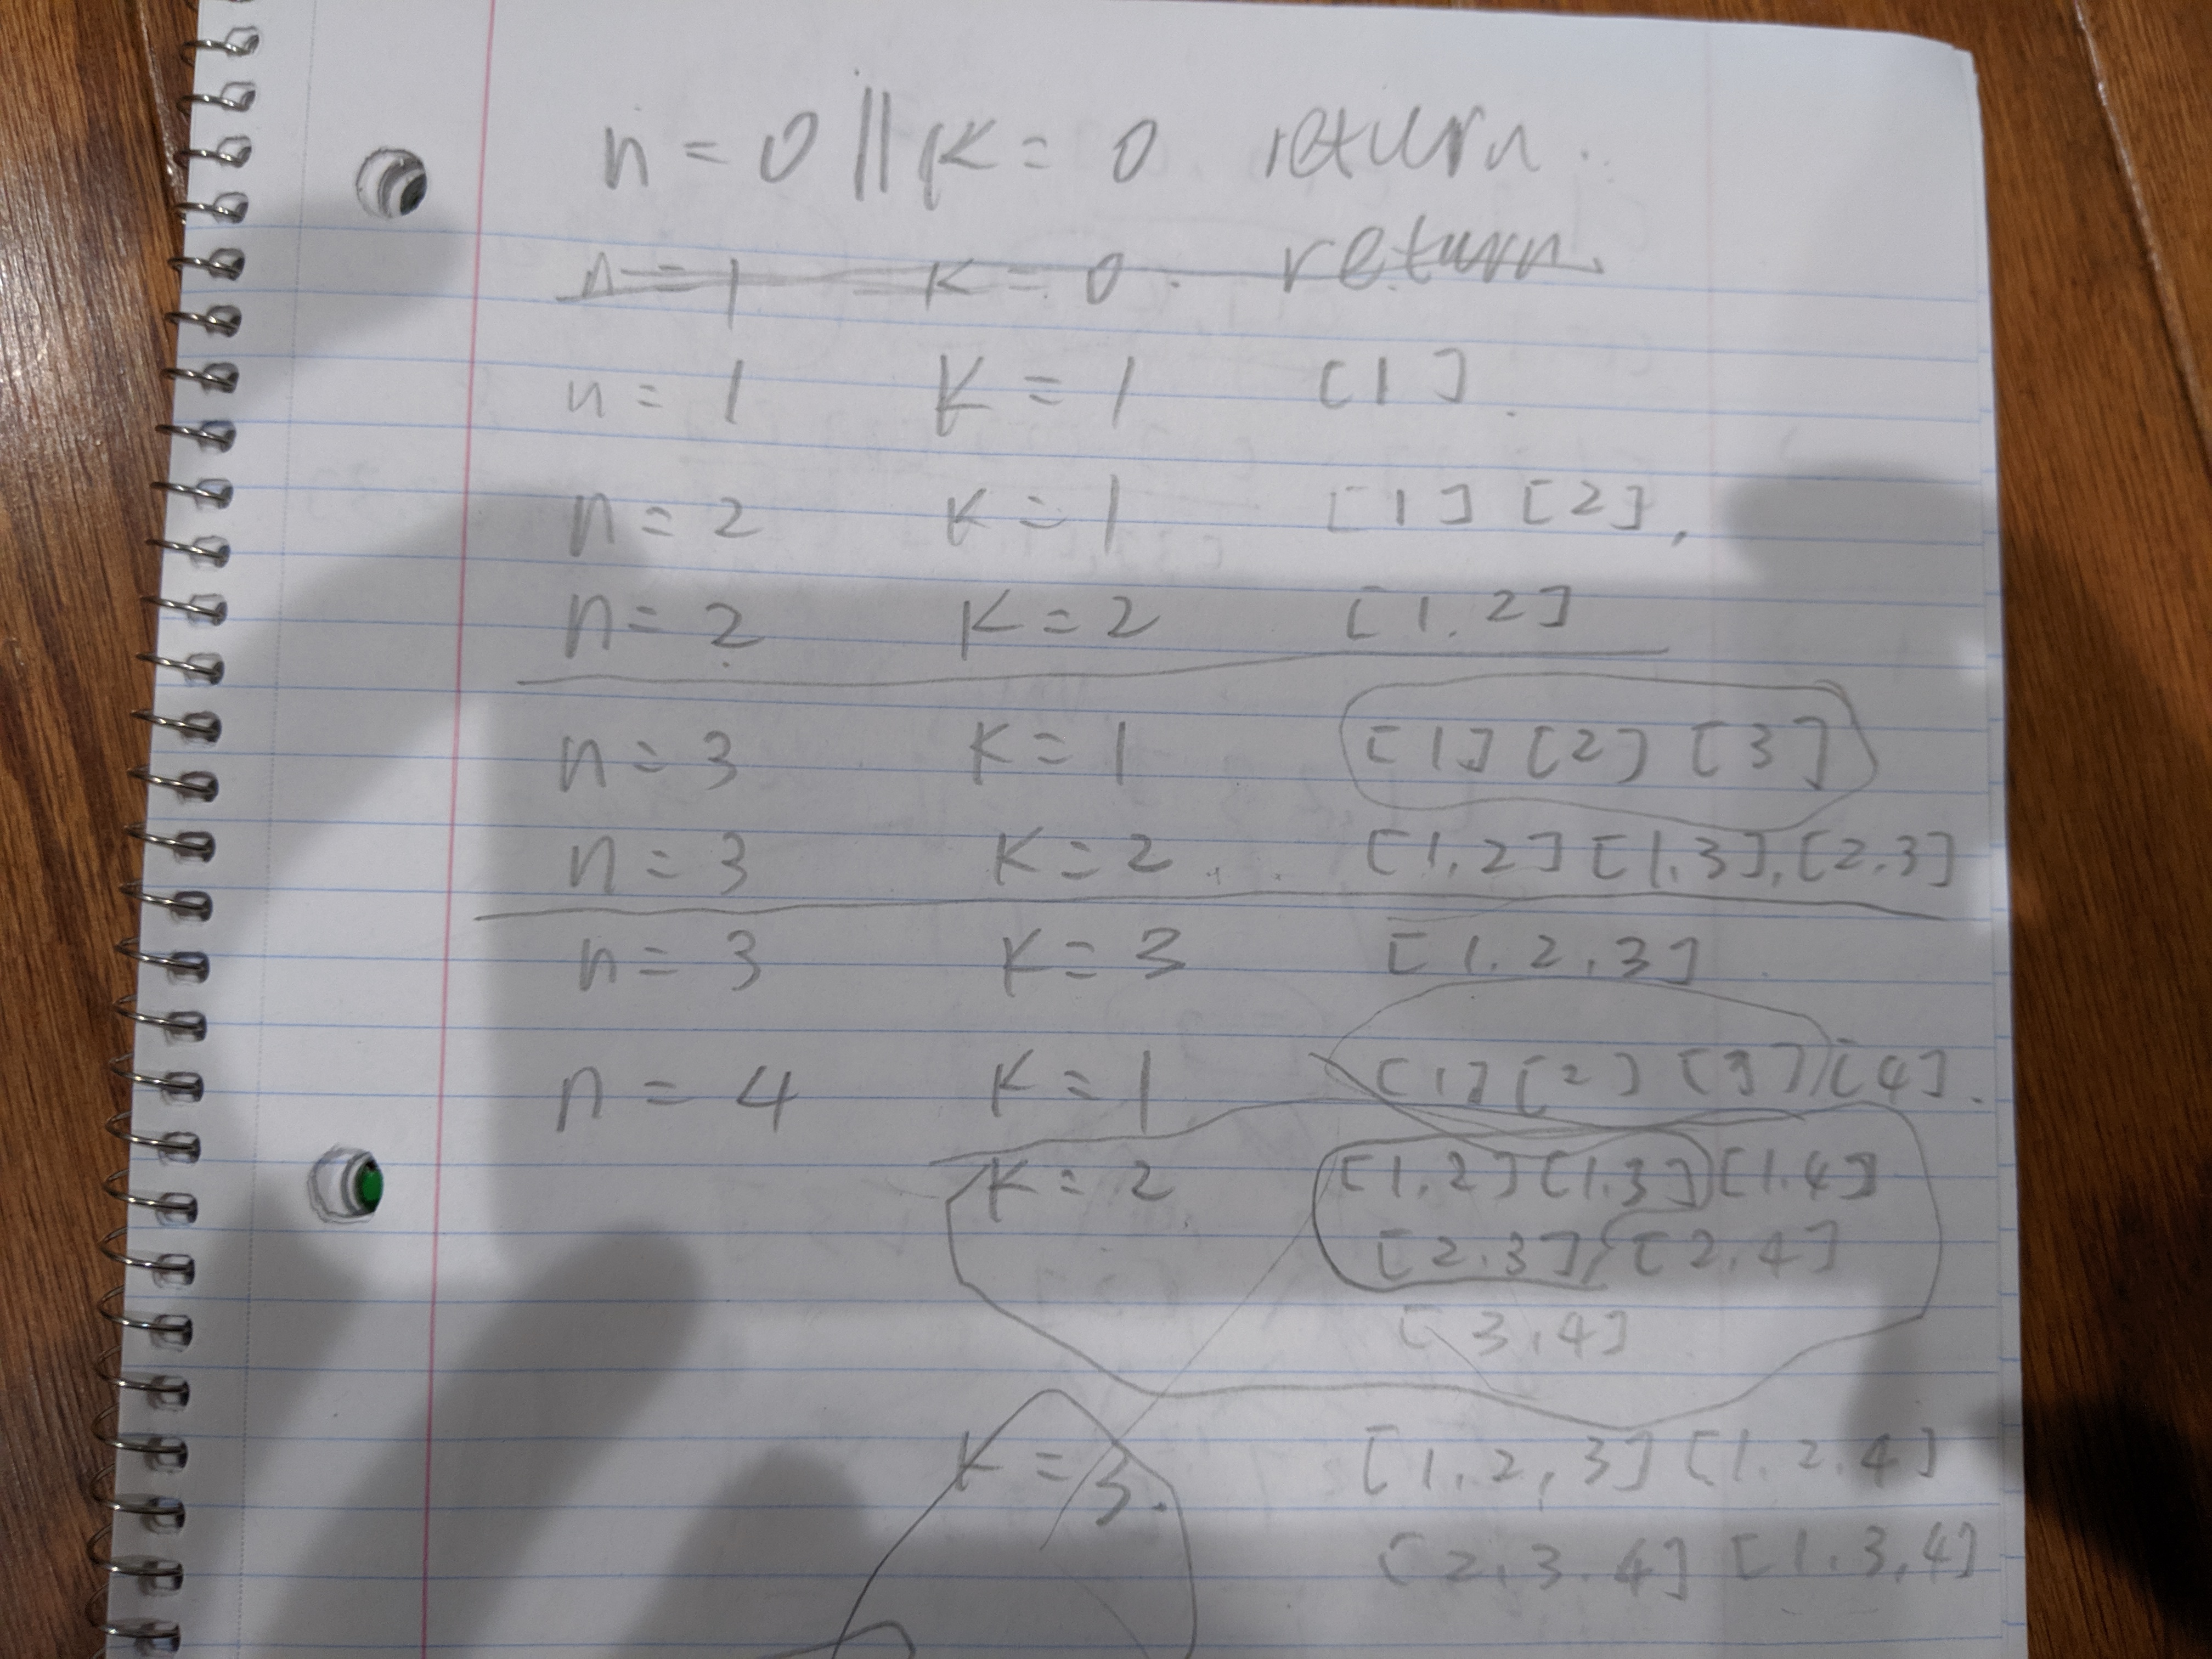 n = 0 || K = 0 return.
n = 1 K = 0. return.
n = 1 K = 1 [1].
n = 2 K = 1 [1] [2],
n = 2 K = 2 [1.2]
n = 3 K = 1 [1] [2] [3]
n = 3 K = 2. [1.2] [1.3], [2.3]
n = 3 K = 3 [1.2,3]
n = 4 K = 1 [1] [2] [3] [4].
K = 2 [1.2] [1.3] [1.4]
[2.3], [2.4]
[3,4]
K = 3. [1.2,3] [1.2.4]
[2,3.4] [1.3,4]